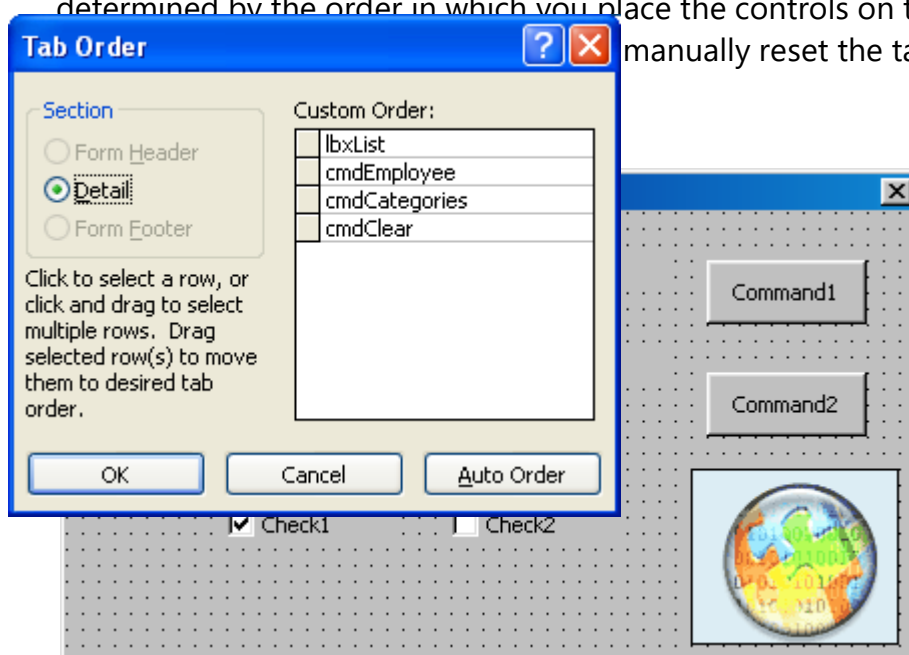 determined by the order in which you place the controls on
manually reset the
Tab Order
Section
Form Header
Detail
Form Footer
Click to select a row, or
click and drag to select
multiple rows. Drag
selected row(s) to move
them to desired tab
order.
Custom Order:
lbxList
cmdEmployee
cmdCategories
cmdClear
OK
Cancel
Auto Order
Command1
Command2
Check1
Check2